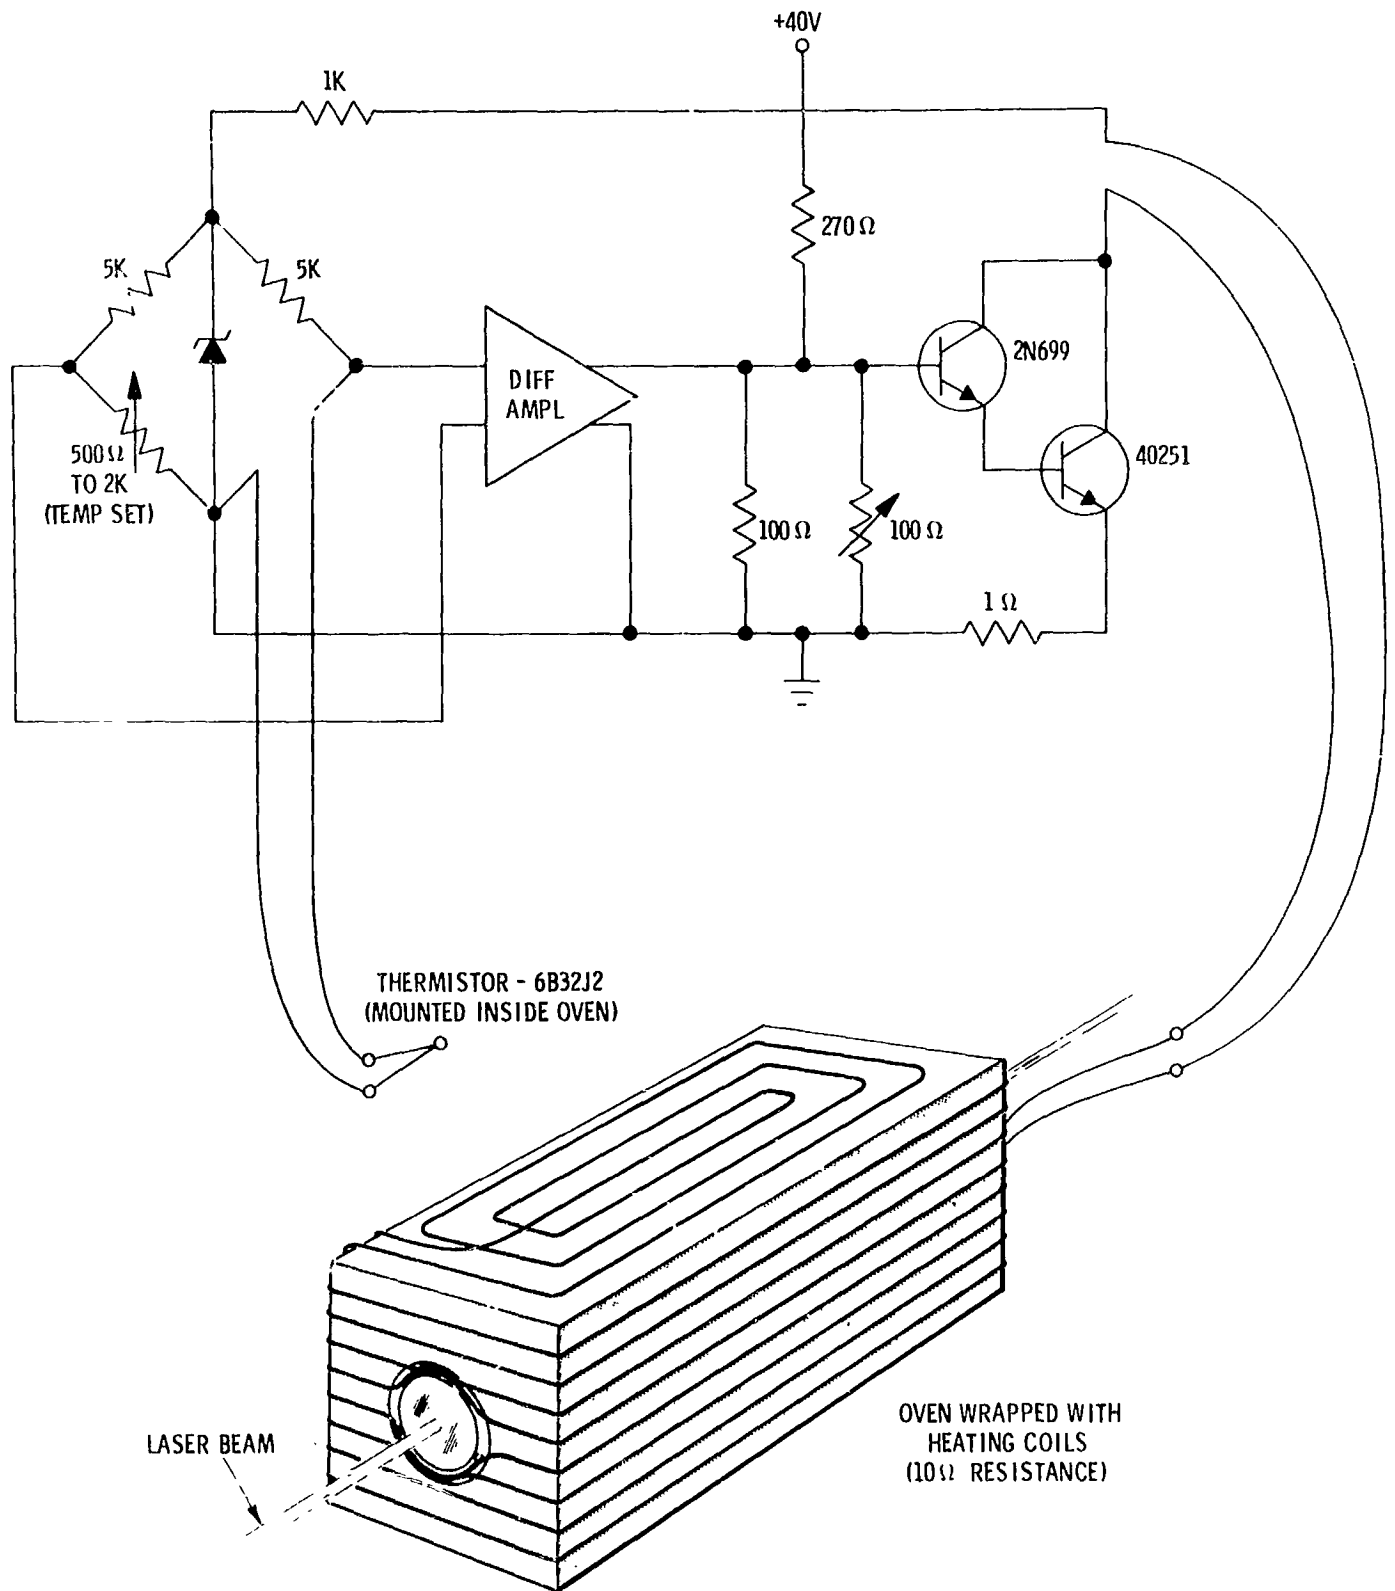 +40V
1K
270 Ω
5K
5K
2N699
DIFF
AMPL
40251
500 Ω
TO 2K
(TEMP SET)
100 Ω
100 Ω
1 Ω
THERMISTOR - 6B32J2
(MOUNTED INSIDE OVEN)
OVEN WRAPPED WITH
HEATING COILS
(10 Ω RESISTANCE)
LASER BEAM